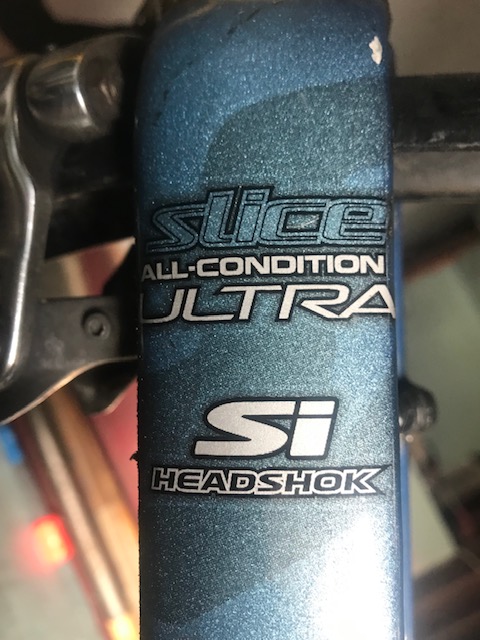 slice
ALL-CONDITION
ULTRA
Si
HEADSHOK